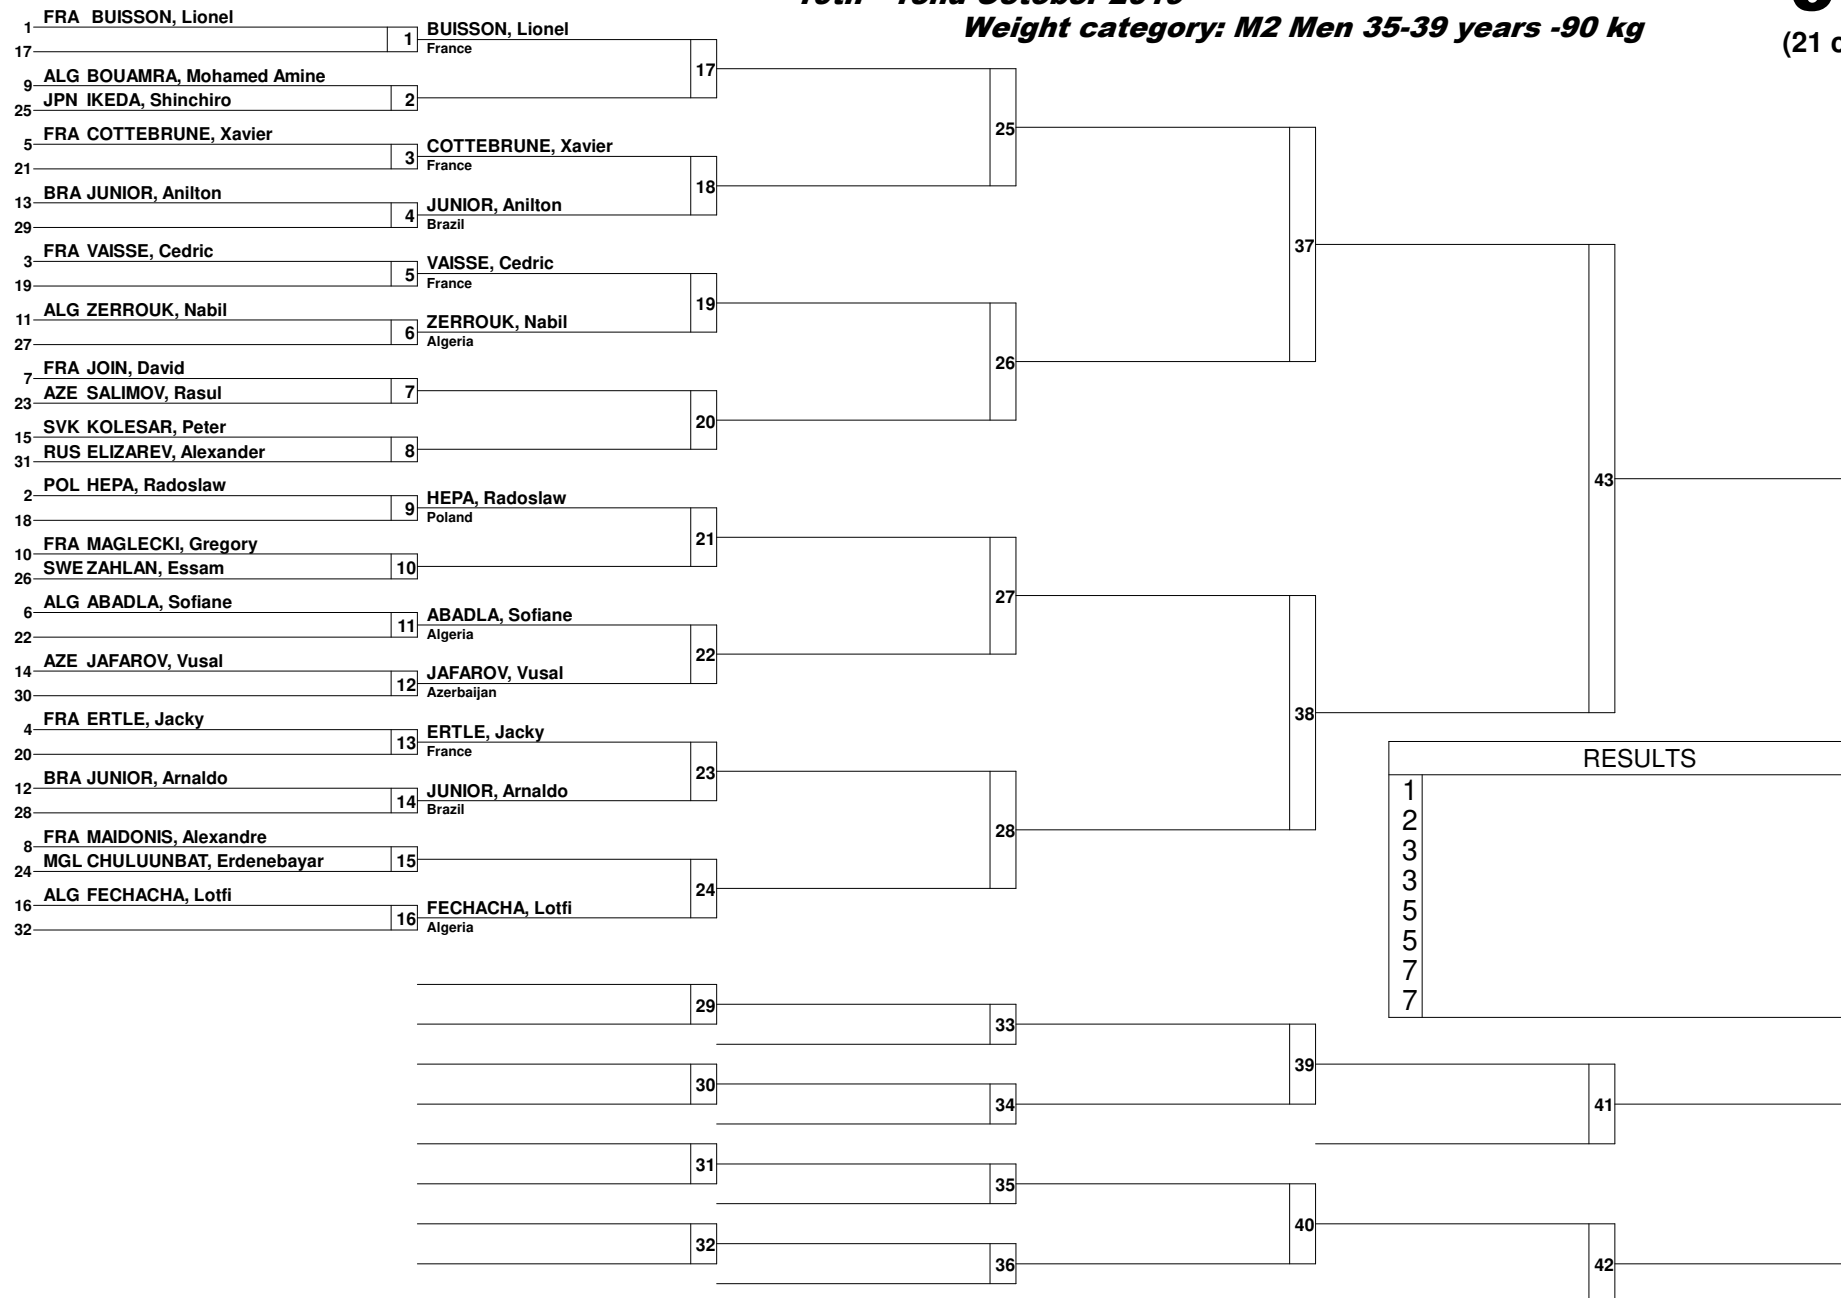 Weight category: M2 Men 35-39 years -90 kg
(21 c
1 FRA BUISSON, Lionel
17
1 BUISSON, Lionel
France
17
9 ALG BOUAMRA, Mohamed Amine
25 JPN IKEDA, Shinchiro
2
25
5 FRA COTTEBRUNE, Xavier
21
3 COTTEBRUNE, Xavier
France
18
13 BRA JUNIOR, Anilton
29
4 JUNIOR, Anilton
Brazil
37
3 FRA VAISSE, Cedric
19
5 VAISSE, Cedric
France
19
11 ALG ZERROUK, Nabil
27
6 ZERROUK, Nabil
Algeria
26
7 FRA JOIN, David
23 AZE SALIMOV, Rasul
7
20
15 SVK KOLESAR, Peter
31 RUS ELIZAREV, Alexander
8
43
2 POL HEPA, Radoslaw
18
9 HEPA, Radoslaw
Poland
21
10 FRA MAGLECKI, Gregory
26 SWE ZAHLAN, Essam
10
27
6 ALG ABADLA, Sofiane
22
11 ABADLA, Sofiane
Algeria
22
14 AZE JAFAROV, Vusal
30
12 JAFAROV, Vusal
Azerbaijan
38
4 FRA ERTLE, Jacky
20
13 ERTLE, Jacky
France
23
12 BRA JUNIOR, Arnaldo
28
14 JUNIOR, Arnaldo
Brazil
28
8 FRA MAIDONIS, Alexandre
24 MGL CHULUUNBAT, Erdenebayar
15
24
16 ALG FECHACHA, Lotfi
32
16 FECHACHA, Lotfi
Algeria
RESULTS
1
2
3
3
5
5
7
7
29
33
39
30
34
41
31
35
40
32
36
42